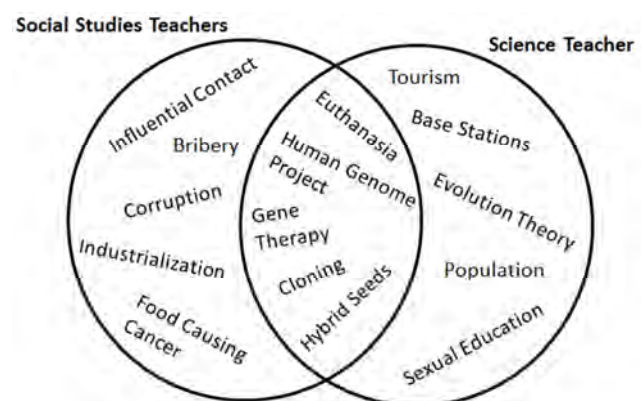 Social Studies Teachers
Science Teacher
Influential Contact
Bribery
Corruption
Industrialization
Food Causing
Cancer
Euthanasia
Human Genome
Project
Gene
Therapy
Cloning
Hybrid Seeds
Tourism
Base Stations
Evolution Theory
Population
Sexual Education